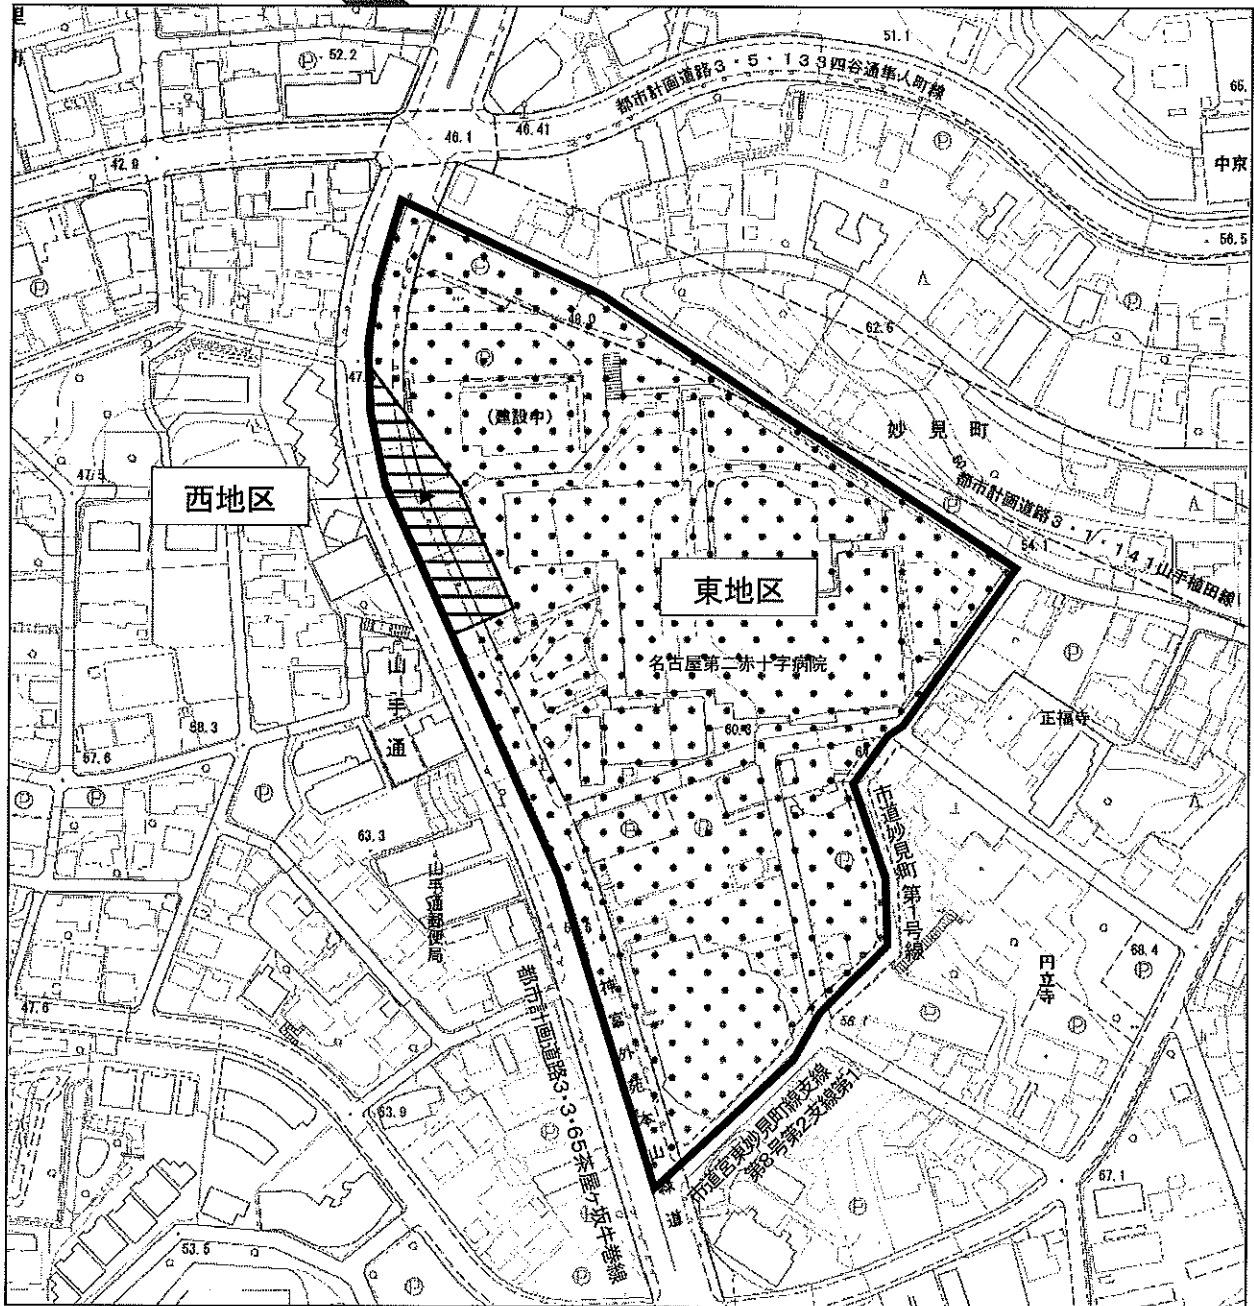 52.2
51.1
都市計画道路3・5・133四谷通隼人町線
46.1
46.41
42.9
中京
56.5
62.6
(建設中)
妙見町
47.5
西地区
都市計画道路3・1・141山手植田線
54.1
東地区
名古屋第二赤十字病院
山手通
正福寺
58.3
57.6
60.3
63.3
山手通郵便局
市道妙見町第1号線
68.4
円立寺
47.6
56.1
都市計画道路3・3・65茶屋ケ坂牛巻線
63.9
市道宮東妙見町線支線
第8号第2支線第1
67.1
53.5